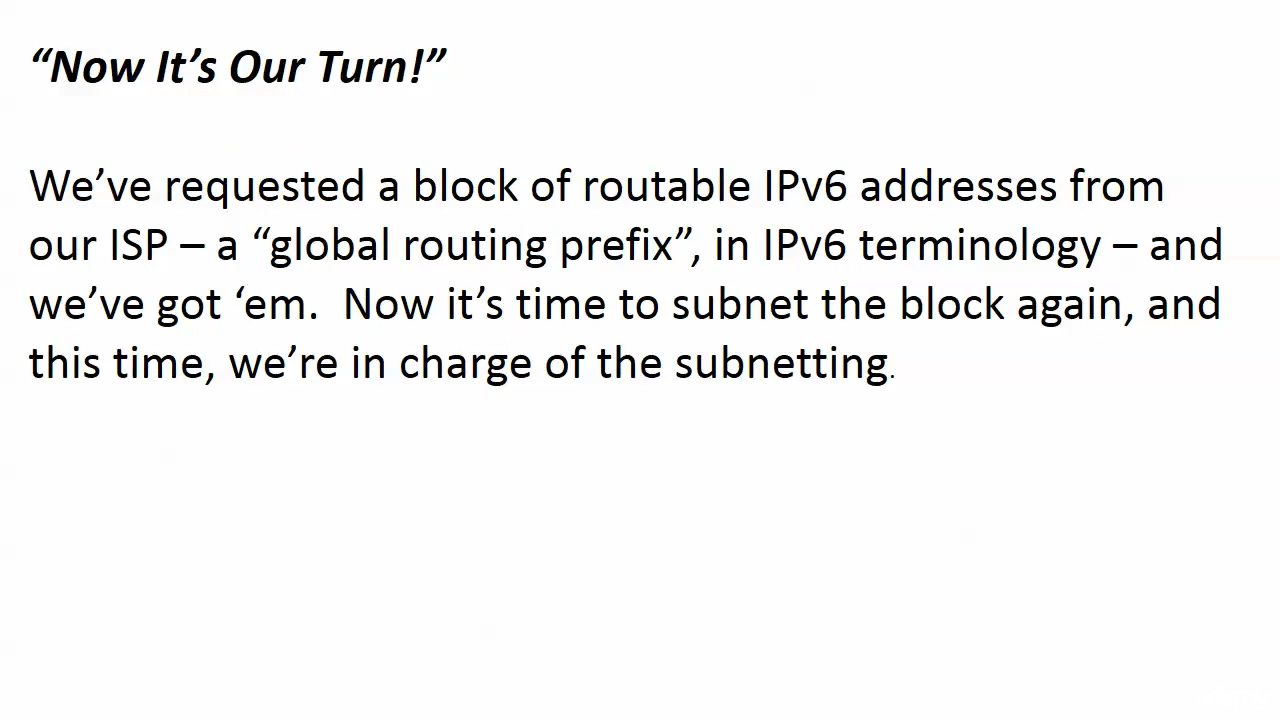 “Now It’s Our Turn!”
We’ve requested a block of routable IPv6 addresses from
our ISP – a “global routing prefix”, in IPv6 terminology – and
we’ve got ‘em.  Now it’s time to subnet the block again, and
this time, we’re in charge of the subnetting.